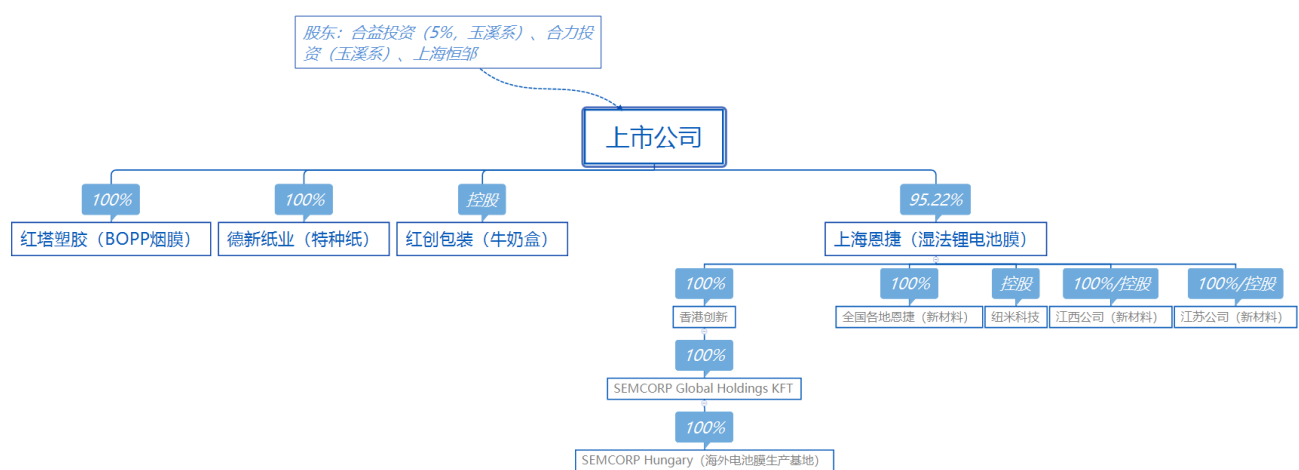 股东：合益投资（5%，玉溪系）、合力投
资（玉溪系）、上海恒邹
上市公司
100%
100%
控股
95.22%
红塔塑胶（BOPP烟膜）
德新纸业（特种纸）
红创包装（牛奶盒）
上海恩捷（湿法锂电池膜）
100%
100%
控股
100%/控股
100%/控股
香港创新
全国各地恩捷（新材料）
纽米科技
江西公司（新材料）
江苏公司（新材料）
100%
SEMCORP Global Holdings KFT
100%
SEMCORP Hungary（海外电池膜生产基地）